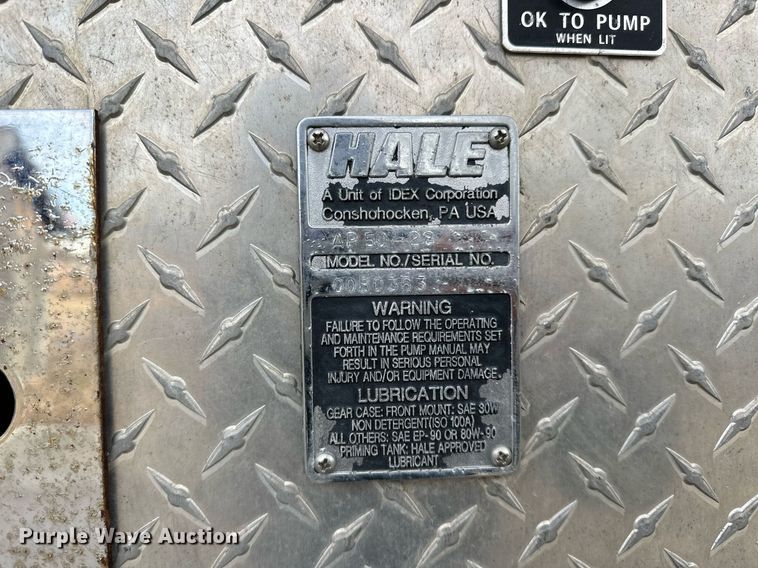 OK TO PUMP
WHEN LIT
HALE
A Unit of IDEX Corporation
Conshohocken, PA USA
MODEL NO./SERIAL NO.
WARNING
FAILURE TO FOLLOW THE OPERATING
AND MAINTENANCE REQUIREMENTS SET
FORTH IN THE PUMP MANUAL MAY
RESULT IN SERIOUS PERSONAL
INJURY AND/OR EQUIPMENT DAMAGE.
LUBRICATION
GEAR CASE: FRONT MOUNT: SAE 30W
NON DETERGENT(ISO 100A)
ALL OTHERS: SAE EP-90 OR 80W-90
PRIMING TANK: HALE APPROVED
LUBRICANT
Purple Wave Auction